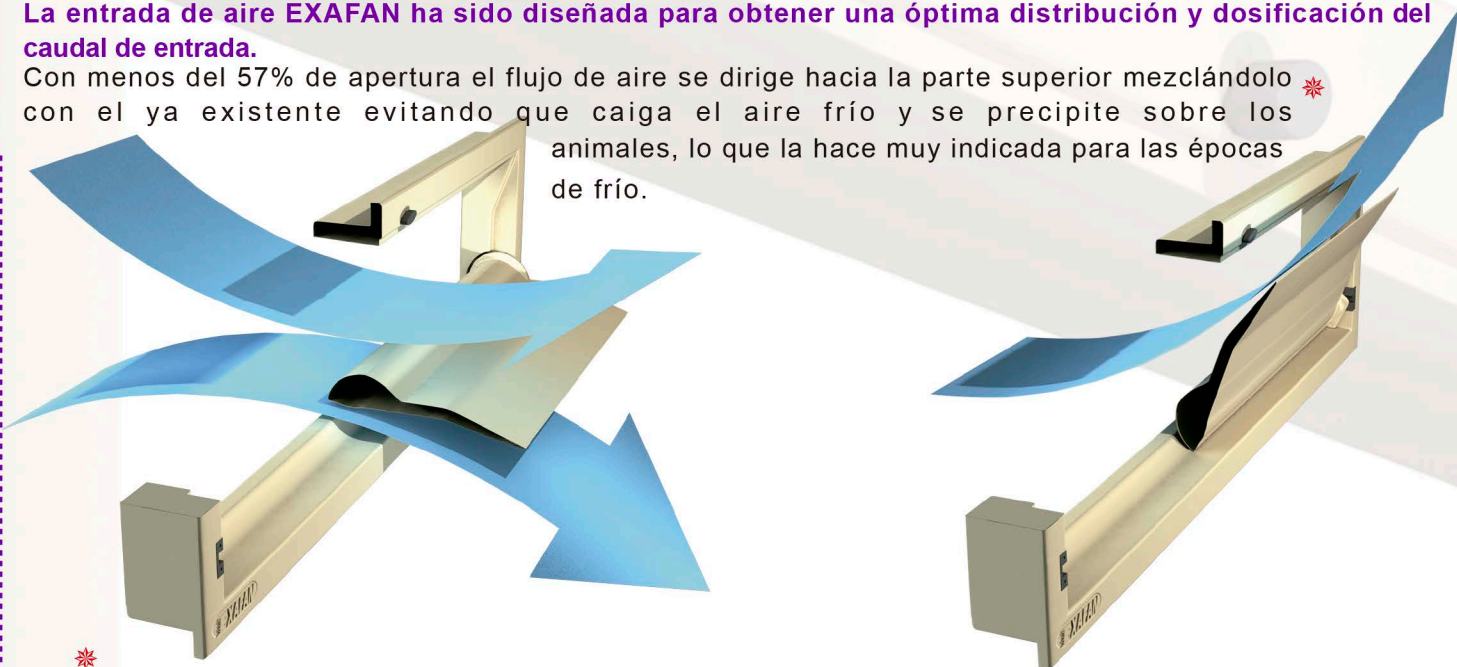 La entrada de aire EXAFAN ha sido diseñada para obtener una óptima distribución y dosificación del
caudal de entrada.
Con menos del 57% de apertura el flujo de aire se dirige hacia la parte superior mezclándolo
con el ya existente evitando que caiga el aire frío y se precipite sobre los
animales, lo que la hace muy indicada para las épocas
de frío.
EXAFAN
EXAFAN